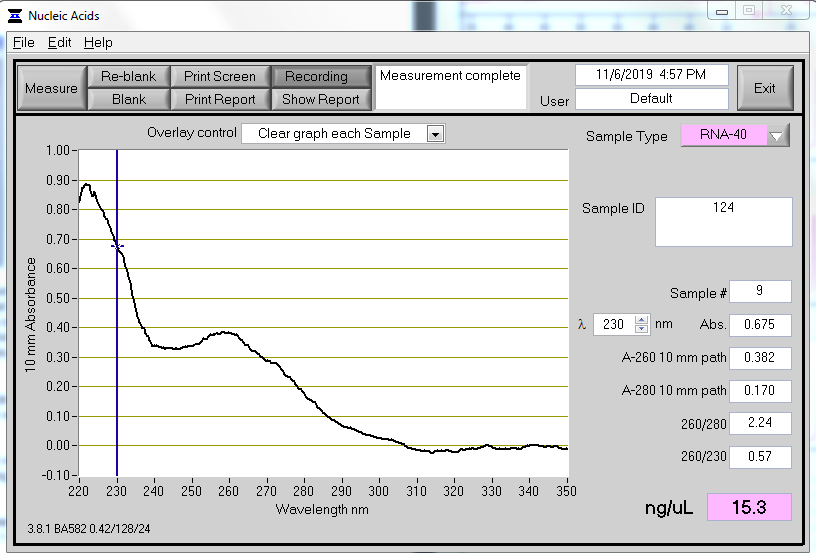 Nucleic Acids
File Edit Help
Measure
Re-blank Print Screen Recording
Blank Print Report Show Report
Measurement complete
11/6/2019 4:57 PM
User Default
Exit
Overlay control Clear graph each Sample
Sample Type RNA-40
Sample ID 124
Sample # 9
λ 230 nm Abs. 0.675
A-260 10 mm path 0.382
A-280 10 mm path 0.170
260/280 2.24
260/230 0.57
ng/uL 15.3
10 mm Absorbance
1.00
0.90
0.80
0.70
0.60
0.50
0.40
0.30
0.20
0.10
0.00
-0.10
220 230 240 250 260 270 280 290 300 310 320 330 340 350
Wavelength nm
3.8.1 BA582 0.42/128/24